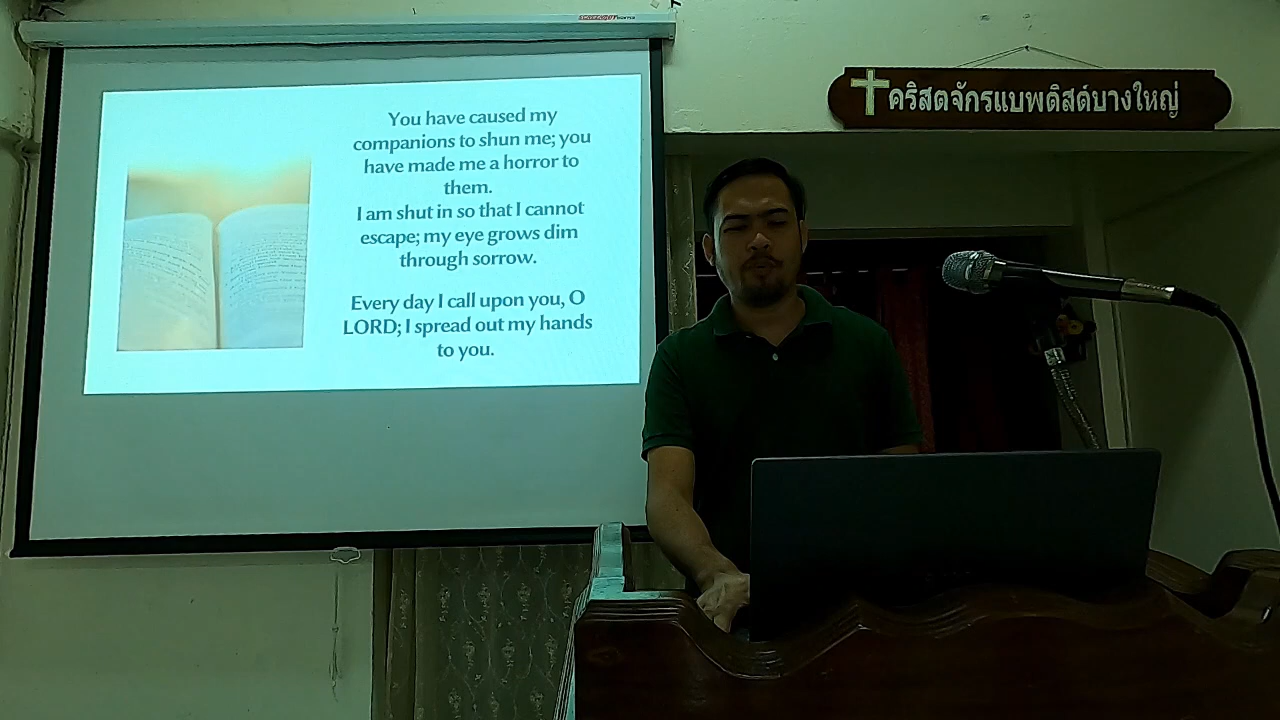 You have caused my
companions to shun me; you
have made me a horror to
them.
I am shut in so that I cannot
escape; my eye grows dim
through sorrow.
Every day I call upon you, O
LORD; I spread out my hands
to you.
คริสตจักรแบพติสต์บางใหญ่